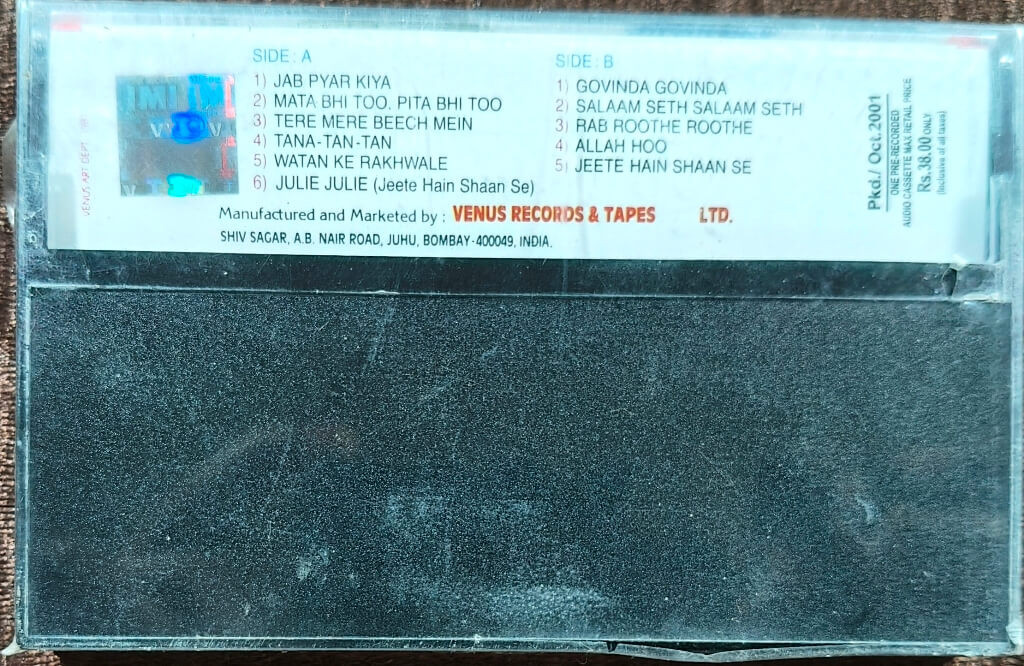 SIDE : A
1) JAB PYAR KIYA
2) MATA BHI TOO, PITA BHI TOO
3) TERE MERE BEECH MEIN
4) TANA-TAN-TAN
5) WATAN KE RAKHWALE
6) JULIE JULIE (Jeete Hain Shaan Se)
SIDE : B
1) GOVINDA GOVINDA
2) SALAAM SETH SALAAM SETH
3) RAB ROOTHE ROOTHE
4) ALLAH HOO
5) JEETE HAIN SHAAN SE
Manufactured and Marketed by : VENUS RECORDS & TAPES LTD.
SHIV SAGAR, A.B. NAIR ROAD, JUHU, BOMBAY-400049, INDIA.
Pkd./ Oct.2001
ONE PRE-RECORDED
AUDIO CASSETTE MAX RETAIL PRICE
Rs.38.00 ONLY
(Inclusive of all taxes)
VENUS ART DEPT.